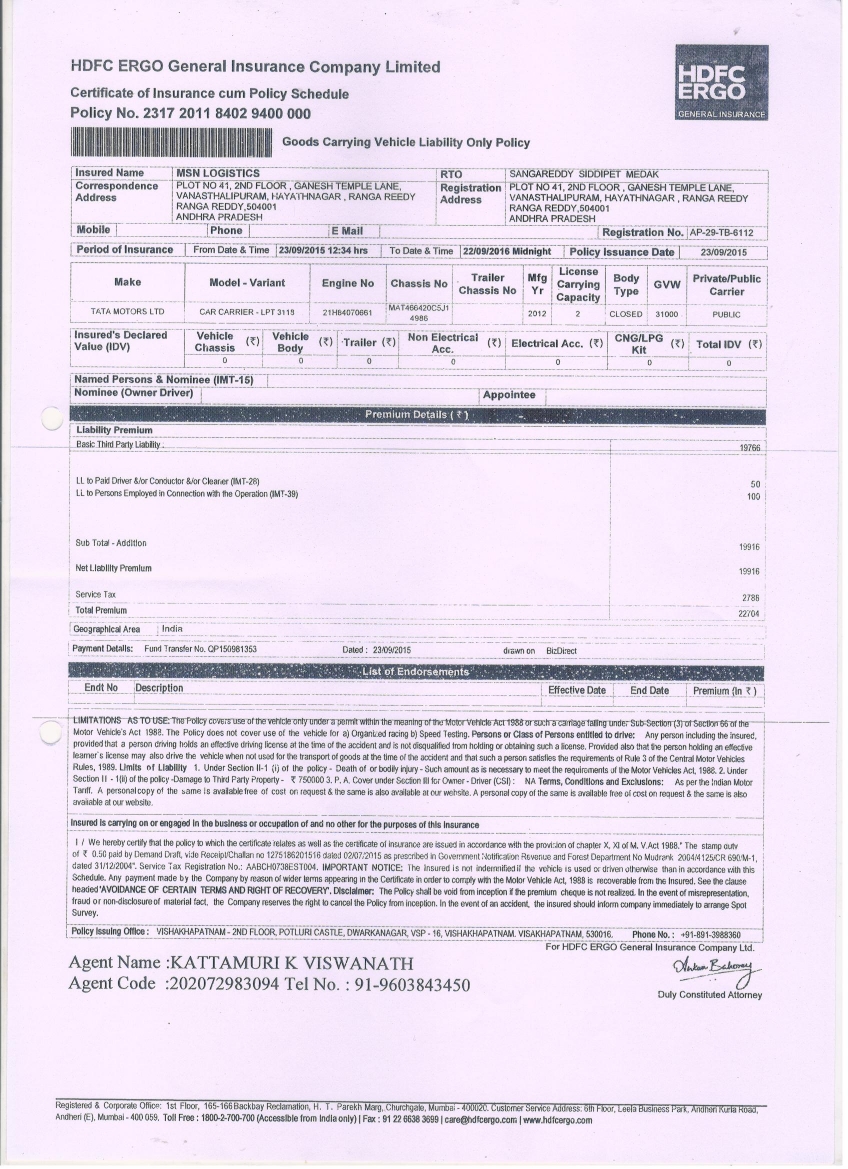 HDFC ERGO General Insurance Company Limited
HDFC
ERGO
GENERAL INSURANCE
Certificate of Insurance cum Policy Schedule
Policy No. 2317 2011 8402 9400 000
Goods Carrying Vehicle Liability Only Policy
Insured Name MSN LOGISTICS RTO SANGAREDDY SIDDIPET MEDAK
Correspondence Address PLOT NO 41, 2ND FLOOR , GANESH TEMPLE LANE,
VANASTHALIPURAM, HAYATHNAGAR , RANGA REEDY
RANGA REDDY,504001
ANDHRA PRADESH
Registration Address PLOT NO 41, 2ND FLOOR , GANESH TEMPLE LANE,
VANASTHALIPURAM, HAYATHNAGAR , RANGA REEDY
RANGA REDDY,504001
ANDHRA PRADESH
Mobile Phone E Mail Registration No. AP-29-TB-6112
Period of Insurance From Date & Time 23/09/2015 12:34 hrs To Date & Time 22/09/2016 Midnight Policy Issuance Date 23/09/2015
Make Model - Variant Engine No Chassis No Trailer Chassis No Mfg Yr License Carrying Capacity Body Type GVW Private/Public Carrier
TATA MOTORS LTD CAR CARRIER - LPT 3118 21H84070661 MAT466420C5J1 4986 2012 2 CLOSED 31000 PUBLIC
Insured's Declared Value (IDV) Vehicle Chassis (₹) Vehicle Body (₹) Trailer (₹) Non Electrical Acc. (₹) Electrical Acc. (₹) CNG/LPG Kit (₹) Total IDV (₹)
0 0 0 0 0 0 0
Named Persons & Nominee (IMT-15)
Nominee (Owner Driver) Appointee
Premium Details ( ₹ )
Liability Premium
Basic Third Party Liability 19766
LL to Paid Driver &/or Conductor &/or Cleaner (IMT-28) 50
LL to Persons Employed in Connection with the Operation (IMT-39) 100
Sub Total - Addition 19916
Net Liability Premium 19916
Service Tax 2788
Total Premium 22704
Geographical Area India
Payment Details: Fund Transfer No. QP150981353 Dated : 23/09/2015 drawn on BizDirect
List of Endorsements
Endt No Description Effective Date End Date Premium (in ₹ )
LIMITATIONS AS TO USE: The Policy covers use of the vehicle only under a permit within the meaning of the Motor Vehicle Act 1988 or such a carriage falling under Sub-Section (3) of Section 66 of the
Motor Vehicle's Act 1988. The Policy does not cover use of the vehicle for a) Organized racing b) Speed Testing. Persons or Class of Persons entitled to drive: Any person including the insured,
provided that a person driving holds an effective driving license at the time of the accident and is not disqualified from holding or obtaining such a license. Provided also that the person holding an effective
learner's license may also drive the vehicle when not used for the transport of goods at the time of the accident and that such a person satisfies the requirements of Rule 3 of the Central Motor Vehicles
Rules, 1989. Limits of Liability 1. Under Section II-1 (i) of the policy - Death of or bodily injury - Such amount as is necessary to meet the requirements of the Motor Vehicles Act, 1988. 2. Under
Section II - 1(ii) of the policy -Damage to Third Party Property - ₹ 750000 3. P. A. Cover under Section III for Owner - Driver (CSI) : NA Terms, Conditions and Exclusions: As per the Indian Motor
Tariff. A personal copy of the same is available free of cost on request & the same is also available at our website. A personal copy of the same is available free of cost on request & the same is also
available at our website.
Insured is carrying on or engaged in the business or occupation of and no other for the purposes of this insurance
I / We hereby certify that the policy to which the certificate relates as well as the certificate of insurance are issued in accordance with the provision of chapter X, XI of M. V.Act 1988." The stamp duty
of ₹ 0.50 paid by Demand Draft, vide Receipt/Challan no 1275186201516 dated 02/07/2015 as prescribed in Government Notification Revenue and Forest Department No Mudrank 2004/4125/CR 690/M-1,
dated 31/12/2004". Service Tax Registration No.: AABCH0738EST004. IMPORTANT NOTICE: The Insured is not indemnified if the vehicle is used or driven otherwise than in accordance with this
Schedule. Any payment made by the Company by reason of wider terms appearing in the Certificate in order to comply with the Motor Vehicle Act, 1988 is recoverable from the Insured. See the clause
headed'AVOIDANCE OF CERTAIN TERMS AND RIGHT OF RECOVERY'. Disclaimer: The Policy shall be void from inception if the premium cheque is not realized. In the event of misrepresentation,
fraud or non-disclosure of material fact, the Company reserves the right to cancel the Policy from inception. In the event of an accident, the insured should inform company immediately to arrange Spot
Survey.
Policy Issuing Office : VISHAKHAPATNAM - 2ND FLOOR, POTLURI CASTLE, DWARKANAGAR, VSP - 16, VISHAKHAPATNAM. VISAKHAPATNAM, 530016. Phone No. : +91-891-3988360
For HDFC ERGO General Insurance Company Ltd.
Agent Name :KATTAMURI K VISWANATH
Agent Code :202072983094 Tel No. : 91-9603843450
Duly Constituted Attorney
Registered & Corporate Office: 1st Floor, 165-166 Backbay Reclamation, H. T. Parekh Marg, Churchgate, Mumbai - 400020. Customer Service Address: 6th Floor, Leela Business Park, Andheri Kurla Road,
Andheri (E), Mumbai - 400 059. Toll Free : 1800-2-700-700 (Accessible from India only) | Fax : 91 22 6638 3699 | care@hdfcergo.com | www.hdfcergo.com